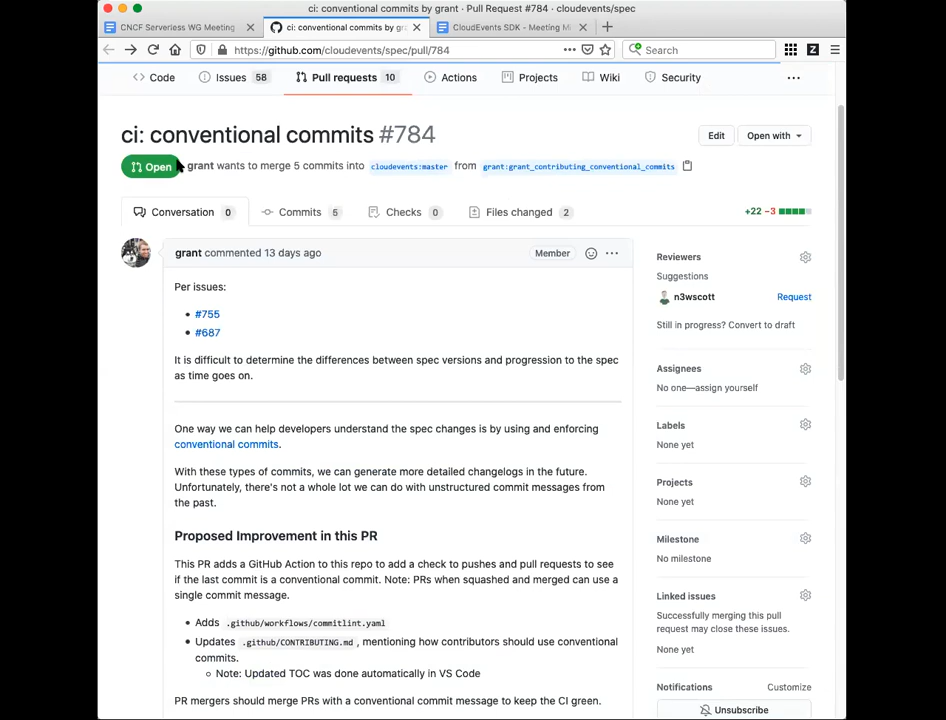 ci: conventional commits by grant · Pull Request #784 · cloudevents/spec
CNCF Serverless WG Meeting
ci: conventional commits by gr
CloudEvents SDK - Meeting Mi
https://github.com/cloudevents/spec/pull/784
Search
Code
Issues 58
Pull requests 10
Actions
Projects
Wiki
Security
ci: conventional commits #784
Edit
Open with
Open
grant wants to merge 5 commits into cloudevents:master from grant:grant_contributing_conventional_commits
Conversation 0
Commits 5
Checks 0
Files changed 2
+22 −3
grant commented 13 days ago
Member
Per issues:
• #755
• #687
It is difficult to determine the differences between spec versions and progression to the spec
as time goes on.
One way we can help developers understand the spec changes is by using and enforcing
conventional commits.
With these types of commits, we can generate more detailed changelogs in the future.
Unfortunately, there's not a whole lot we can do with unstructured commit messages from
the past.
Proposed Improvement in this PR
This PR adds a GitHub Action to this repo to add a check to pushes and pull requests to see
if the last commit is a conventional commit. Note: PRs when squashed and merged can use a
single commit message.
• Adds .github/workflows/commitlint.yaml
• Updates .github/CONTRIBUTING.md, mentioning how contributors should use conventional
commits.
○ Note: Updated TOC was done automatically in VS Code
PR mergers should merge PRs with a conventional commit message to keep the CI green.
Reviewers
Suggestions
n3wscott
Request
Still in progress? Convert to draft
Assignees
No one—assign yourself
Labels
None yet
Projects
None yet
Milestone
No milestone
Linked issues
Successfully merging this pull
request may close these issues.
None yet
Notifications
Customize
Unsubscribe